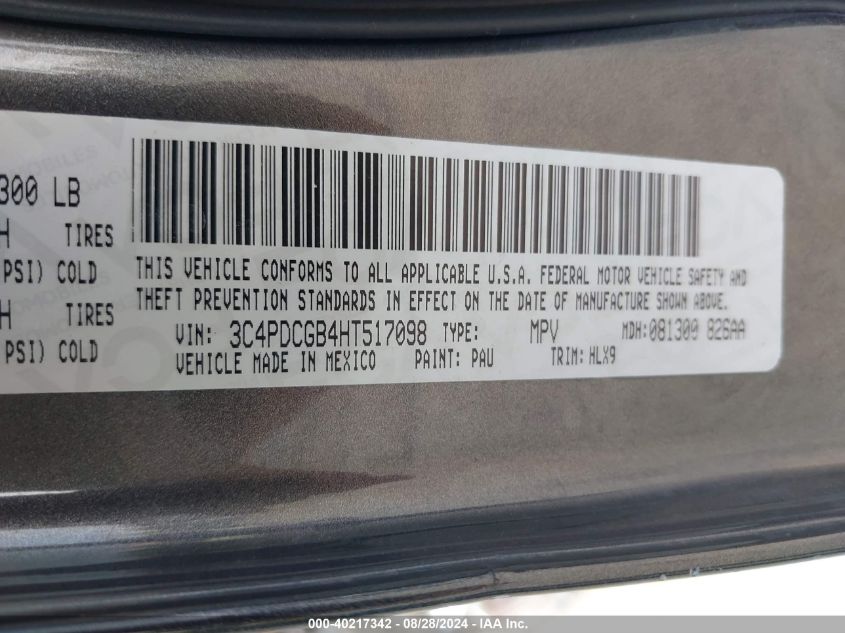 300 LB
H TIRES
PSI) COLD
H TIRES
PSI) COLD
THIS VEHICLE CONFORMS TO ALL APPLICABLE U.S.A. FEDERAL MOTOR VEHICLE SAFETY AND
THEFT PREVENTION STANDARDS IN EFFECT ON THE DATE OF MANUFACTURE SHOWN ABOVE.
VIN: 3C4PDCGB4HT517098 TYPE: MPV MDH:081309 826AA
VEHICLE MADE IN MEXICO PAINT: PAU TRIM: HLX9
000-40217342 - 08/28/2024 - IAA Inc.